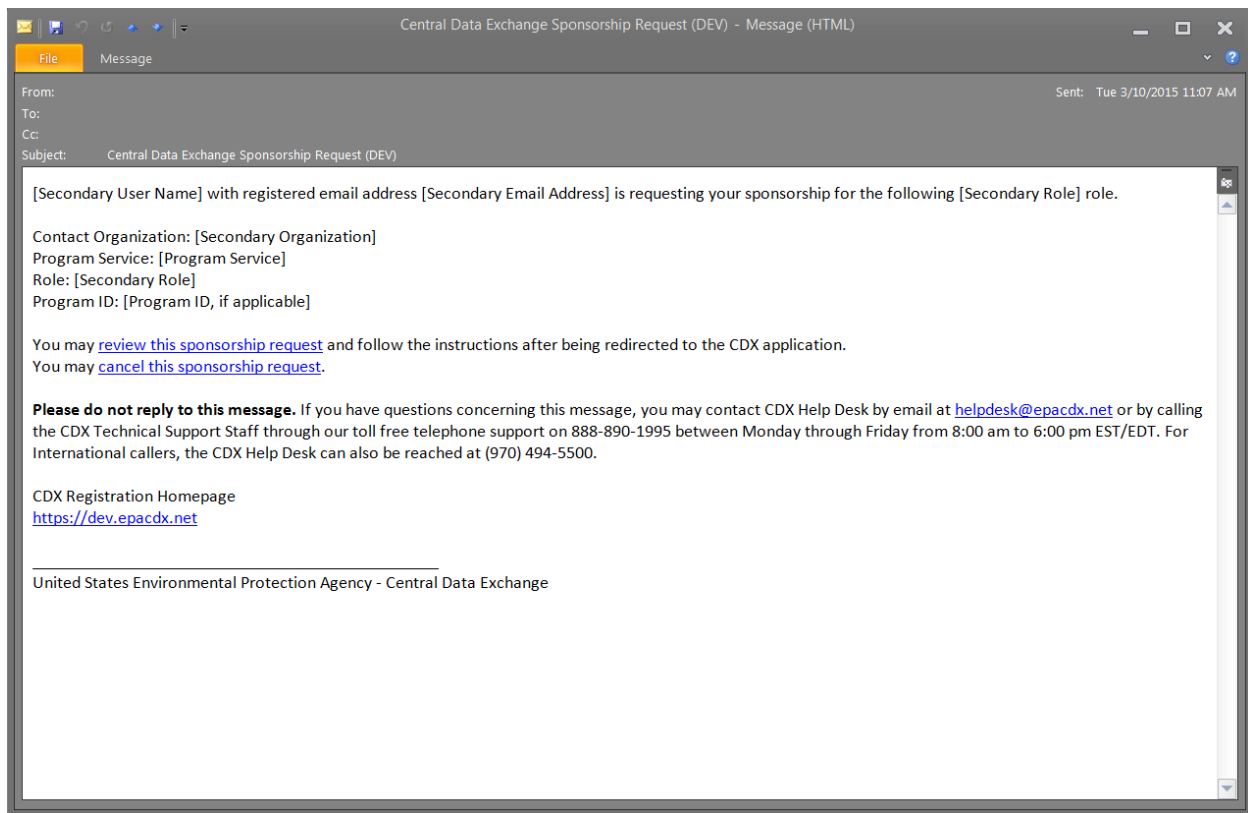 Central Data Exchange Sponsorship Request (DEV) - Message (HTML)
File Message
From: Sent: Tue 3/10/2015 11:07 AM
To:
Cc:
Subject: Central Data Exchange Sponsorship Request (DEV)
[Secondary User Name] with registered email address [Secondary Email Address] is requesting your sponsorship for the following [Secondary Role] role.
Contact Organization: [Secondary Organization]
Program Service: [Program Service]
Role: [Secondary Role]
Program ID: [Program ID, if applicable]
You may review this sponsorship request and follow the instructions after being redirected to the CDX application.
You may cancel this sponsorship request.
Please do not reply to this message. If you have questions concerning this message, you may contact CDX Help Desk by email at helpdesk@epacdx.net or by calling
the CDX Technical Support Staff through our toll free telephone support on 888-890-1995 between Monday through Friday from 8:00 am to 6:00 pm EST/EDT. For
International callers, the CDX Help Desk can also be reached at (970) 494-5500.
CDX Registration Homepage
https://dev.epacdx.net
United States Environmental Protection Agency - Central Data Exchange